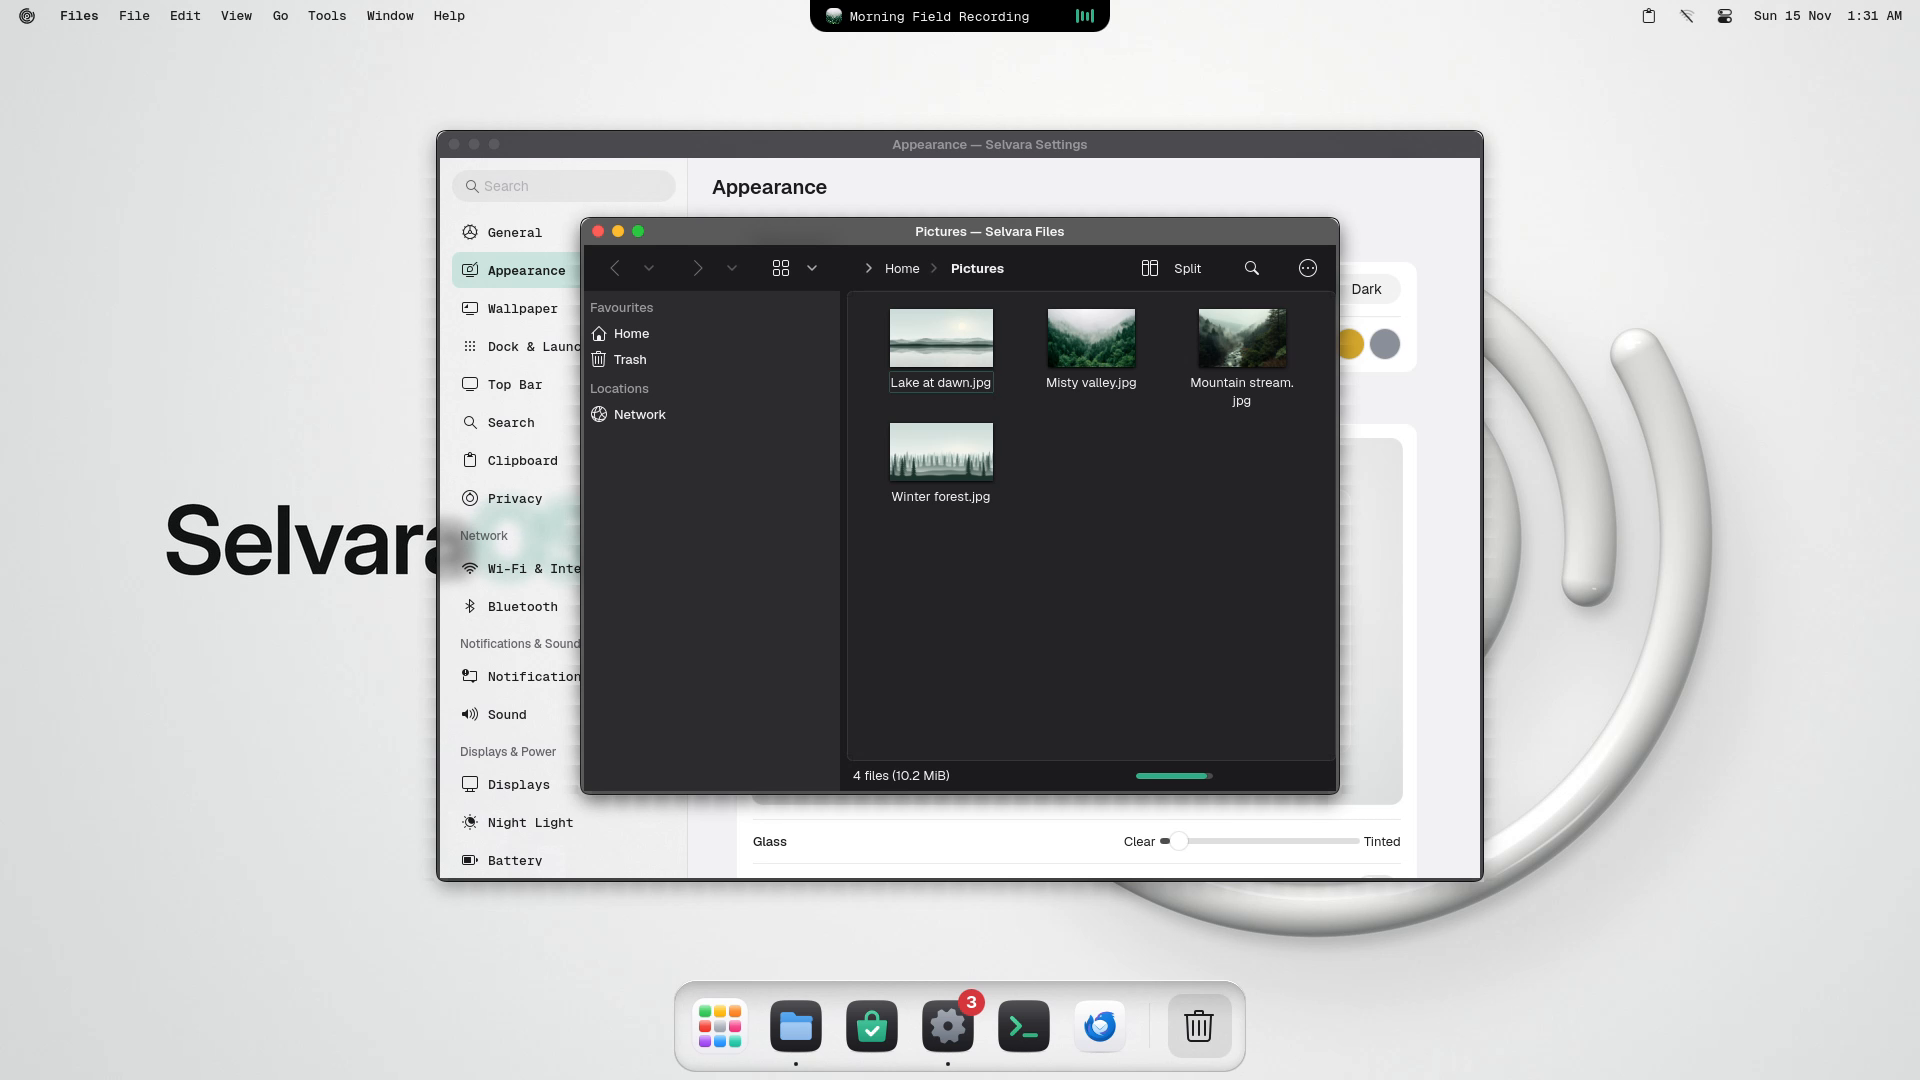 Files File Edit View Go Tools Window Help
Morning Field Recording
Sun 15 Nov 1:31 AM
Appearance — Selvara Settings
Search
Appearance
General
Appearance
Wallpaper
Dock & Launc
Top Bar
Search
Clipboard
Privacy
Network
Wi-Fi & Inte
Bluetooth
Notifications & Sound
Notification
Sound
Displays & Power
Displays
Night Light
Battery
Dark
Pictures — Selvara Files
Home
Pictures
Split
Favourites
Home
Trash
Locations
Network
Lake at dawn.jpg
Misty valley.jpg
Mountain stream.
jpg
Winter forest.jpg
4 files (10.2 MiB)
Glass
Clear
Tinted
Selvara
3